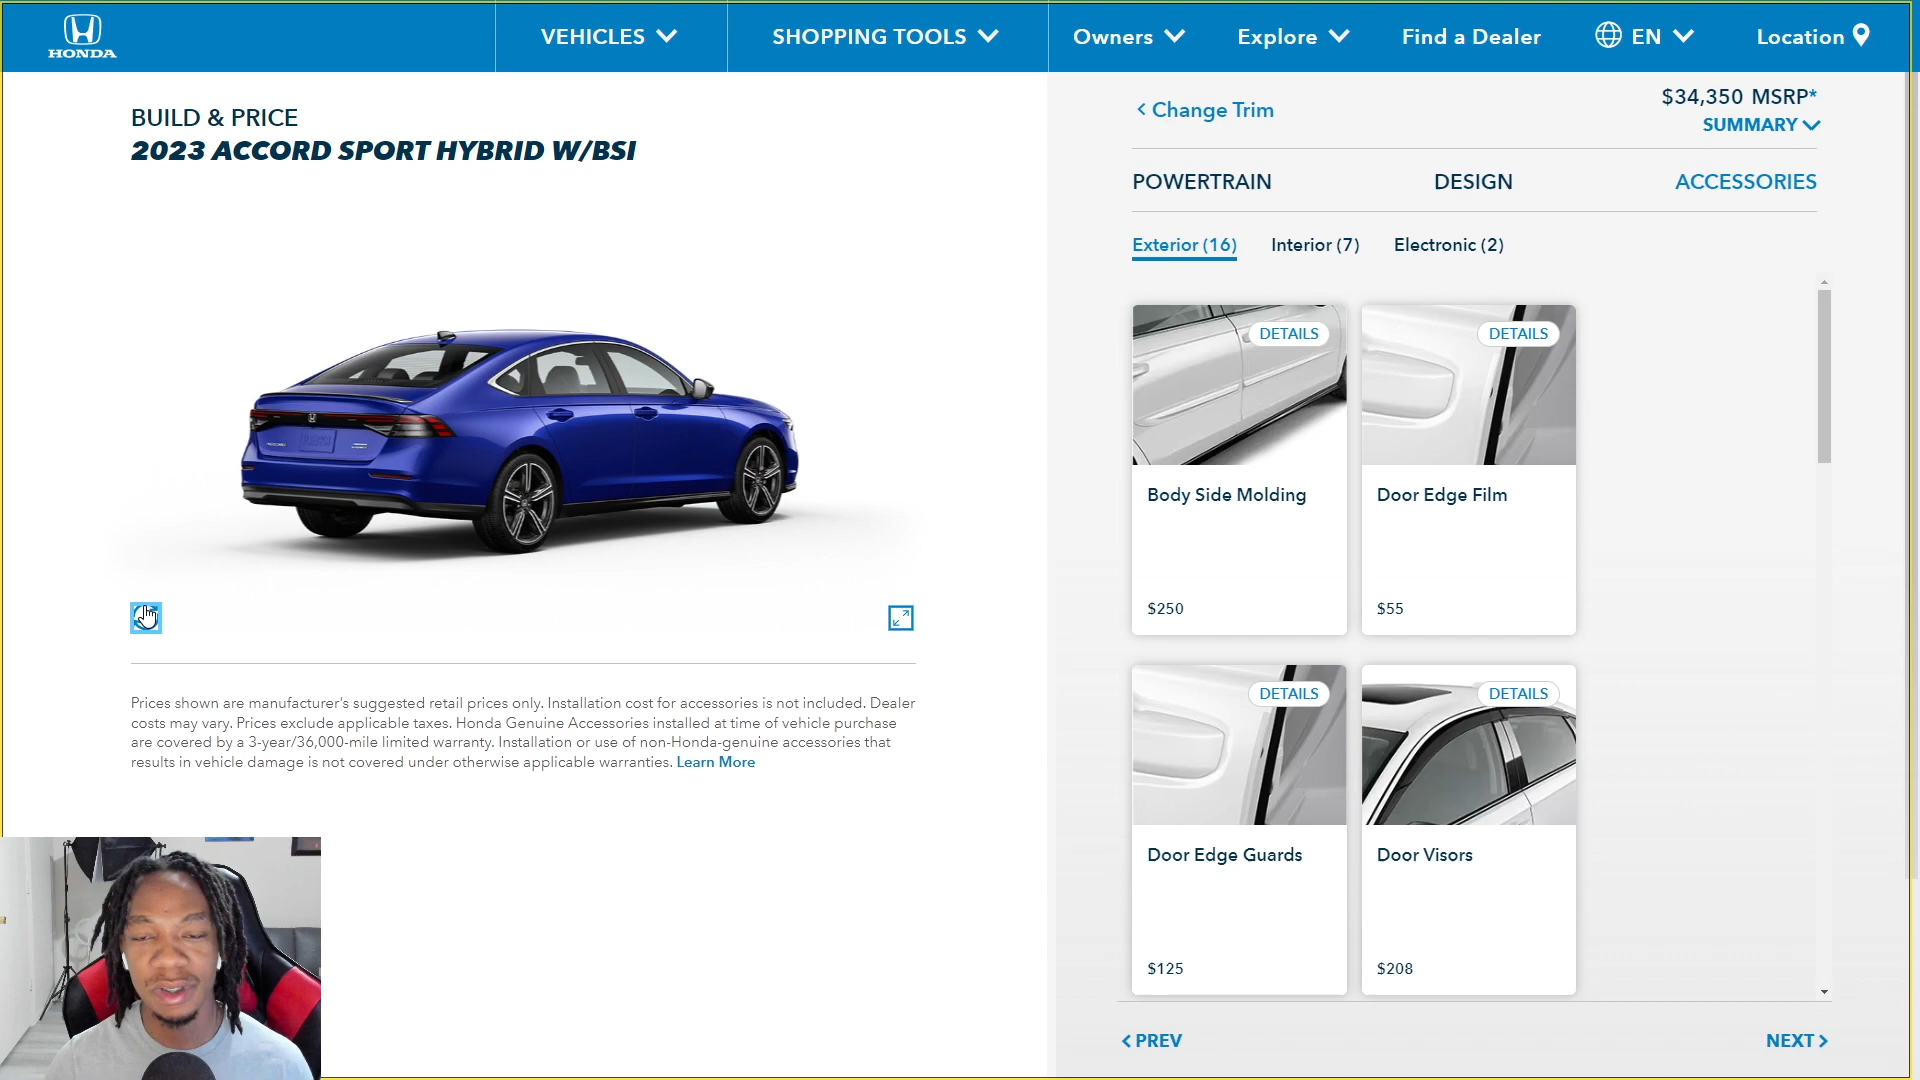 HONDA
VEHICLES
SHOPPING TOOLS
Owners
Explore
Find a Dealer
EN
Location
BUILD & PRICE
2023 ACCORD SPORT HYBRID W/BSI
Change Trim
$34,350 MSRP*
SUMMARY
POWERTRAIN
DESIGN
ACCESSORIES
Exterior (16)
Interior (7)
Electronic (2)
DETAILS
DETAILS
Body Side Molding
Door Edge Film
$250
$55
DETAILS
DETAILS
Door Edge Guards
Door Visors
$125
$208
Prices shown are manufacturer's suggested retail prices only. Installation cost for accessories is not included. Dealer
costs may vary. Prices exclude applicable taxes. Honda Genuine Accessories installed at time of vehicle purchase
are covered by a 3-year/36,000-mile limited warranty. Installation or use of non-Honda-genuine accessories that
results in vehicle damage is not covered under otherwise applicable warranties. Learn More
PREV
NEXT